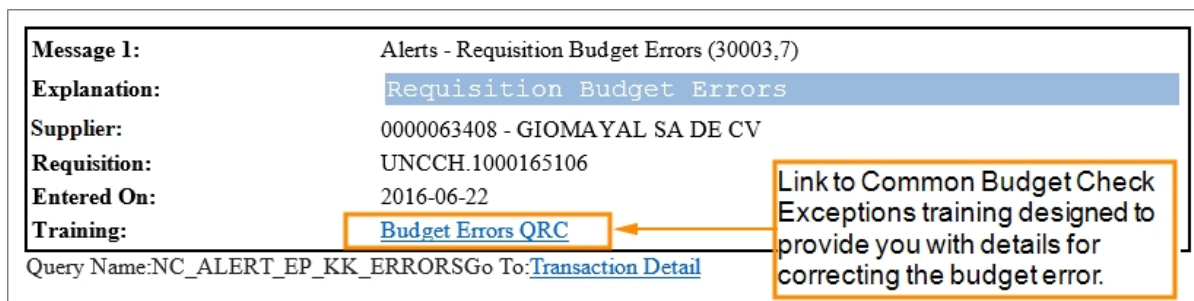 Message 1: Alerts - Requisition Budget Errors (30003,7)
Explanation: Requisition Budget Errors
Supplier: 0000063408 - GIOMAYAL SA DE CV
Requisition: UNCCH.1000165106
Entered On: 2016-06-22
Training: Budget Errors QRC
Link to Common Budget Check
Exceptions training designed to
provide you with details for
correcting the budget error.
Query Name:NC_ALERT_EP_KK_ERRORSGo To:Transaction Detail